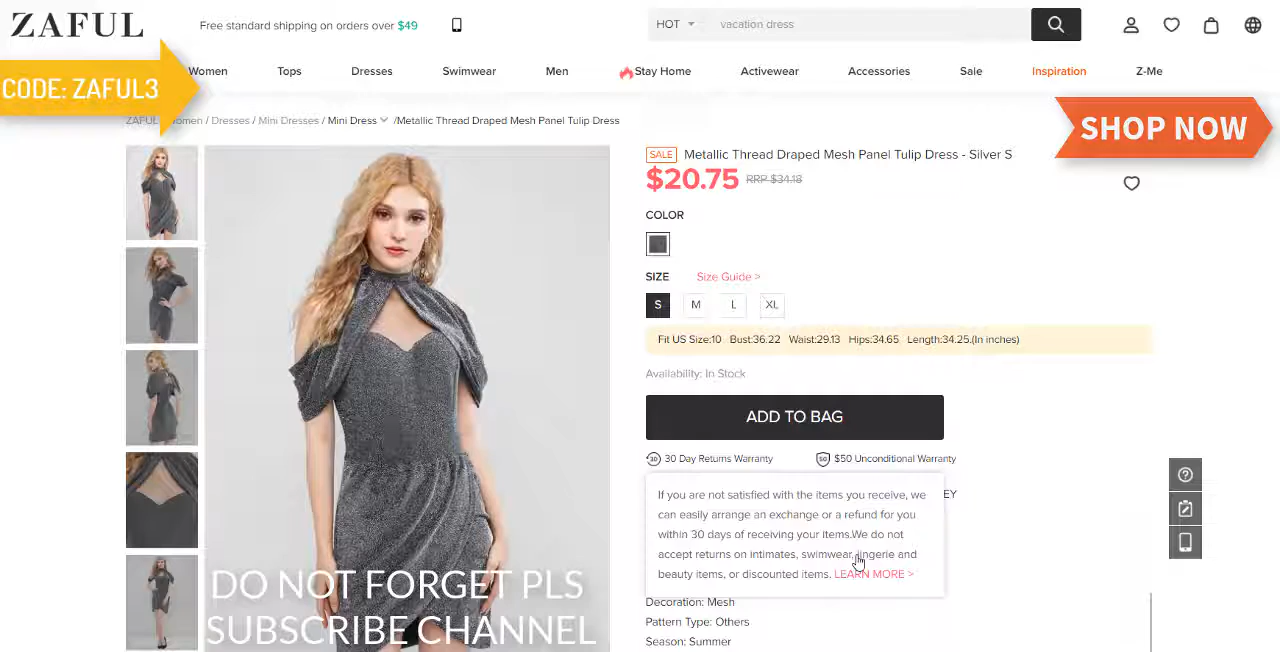 ZAFUL
Free standard shipping on orders over $49
HOT
vacation dress
Women
Tops
Dresses
Swimwear
Men
Stay Home
Activewear
Accessories
Sale
Inspiration
Z-Me
CODE: ZAFUL3
SHOP NOW
ZAFUL / Dresses / Mini Dresses / Mini Dress /Metallic Thread Draped Mesh Panel Tulip Dress
SALE Metallic Thread Draped Mesh Panel Tulip Dress - Silver S
$20.75 RRP $34.18
COLOR
SIZE Size Guide >
S M L XL
Fit US Size:10 Bust:36.22 Waist:29.13 Hips:34.65 Length:34.25.(In inches)
Availability: In Stock
ADD TO BAG
30 Day Returns Warranty
$50 Unconditional Warranty
EY
If you are not satisfied with the items you receive, we
can easily arrange an exchange or a refund for you
within 30 days of receiving your items.We do not
accept returns on intimates, swimwear, lingerie and
beauty items, or discounted items. LEARN MORE >
Decoration: Mesh
Pattern Type: Others
Season: Summer
DO NOT FORGET PLS
SUBSCRIBE CHANNEL